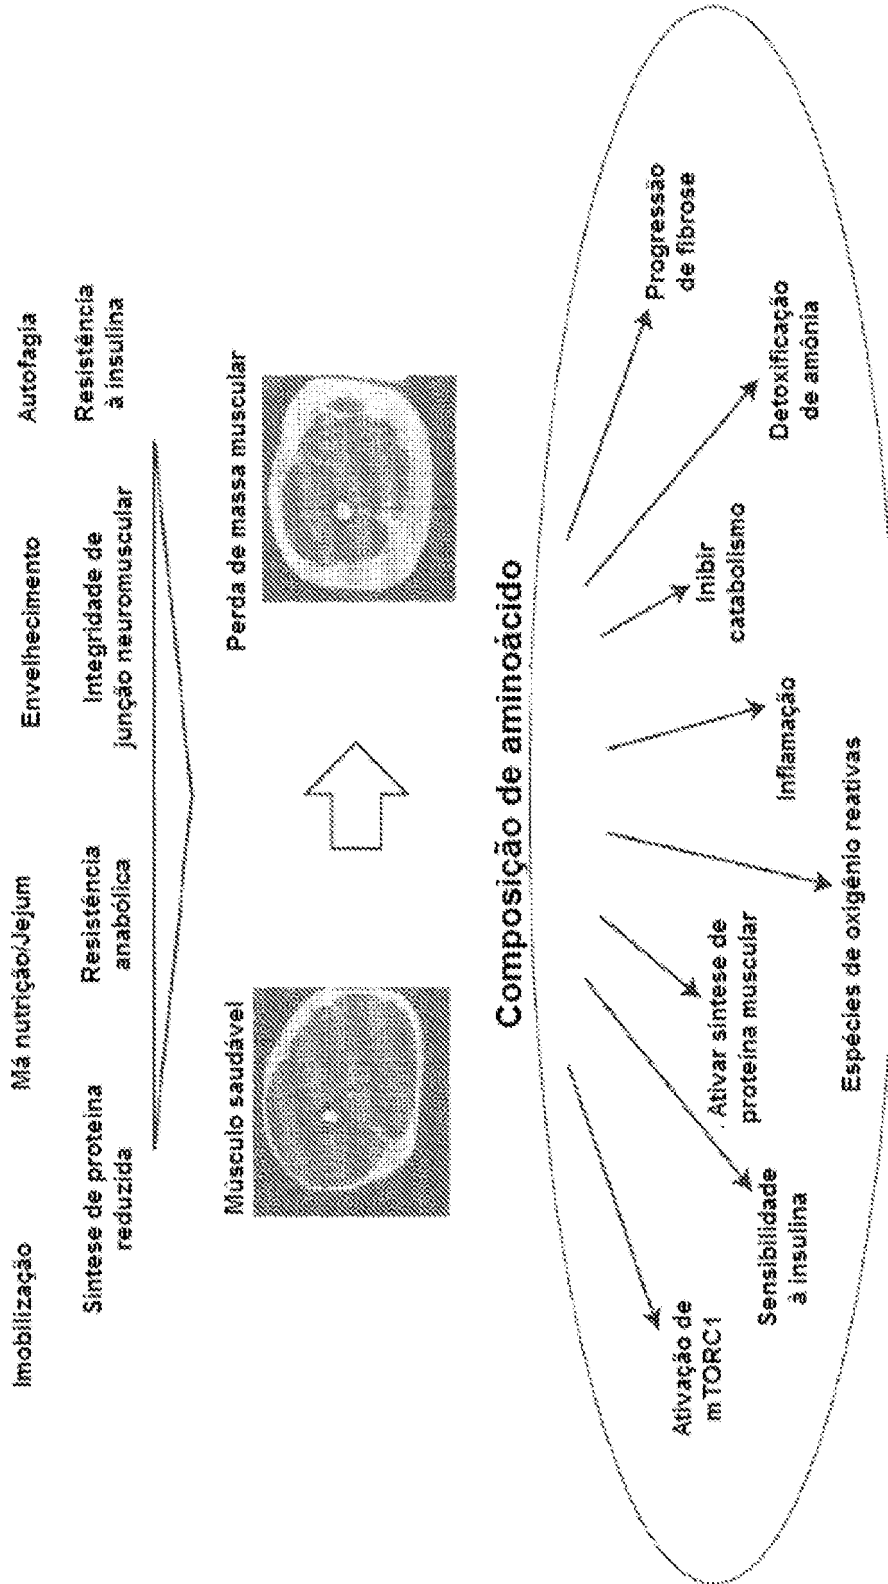 Imobilização
Má nutrição/Jejum
Envelhecimento
Autofagia
Síntese de proteína
reduzida
Resistência
anabólica
Integridade de
junção neuromuscular
Resistência
à insulina
Músculo saudável
Perda de massa muscular
Composição de aminoácido
Ativação de
mTORC1
Sensibilidade
à insulina
Ativar síntese de
proteína muscular
Espécies de oxigênio reativas
Inflamação
Inibir
catabolismo
Detoxificação
de amônia
Progressão
de fibrose